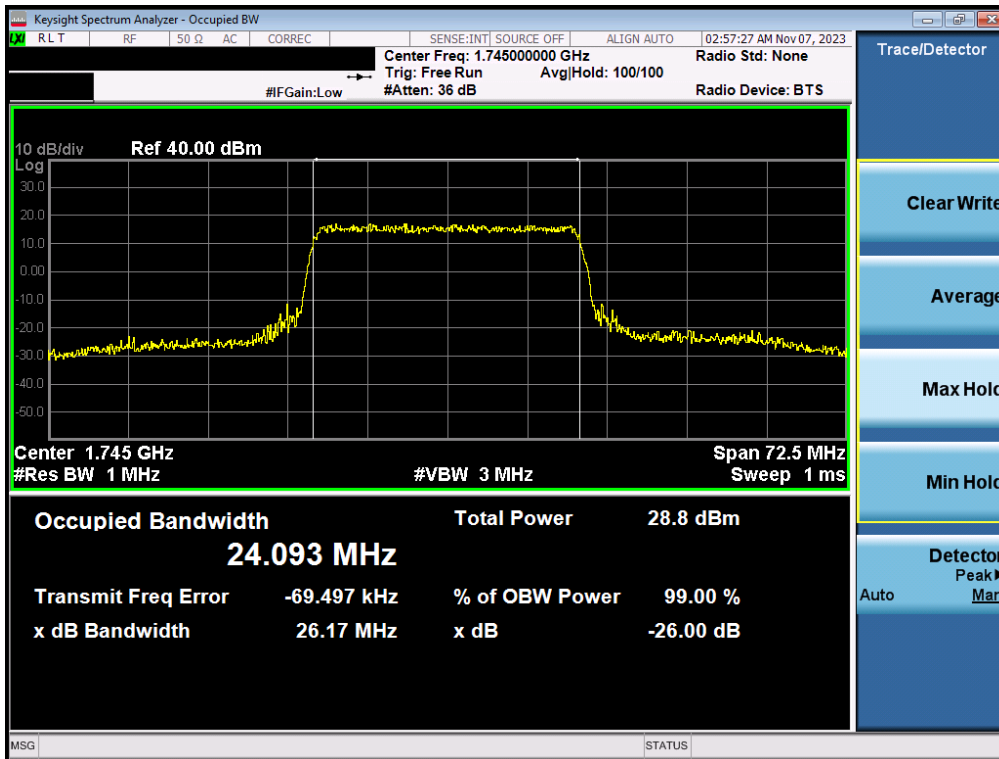 Keysight Spectrum Analyzer - Occupied BW
LXI RLT RF 50 Ω AC CORREC SENSE:INT SOURCE OFF ALIGN AUTO 02:57:27 AM Nov 07, 2023
Center Freq: 1.745000000 GHz Radio Std: None
Trig: Free Run Avg|Hold: 100/100
#IFGain:Low #Atten: 36 dB Radio Device: BTS
10 dB/div Ref 40.00 dBm
Log
30.0
20.0
10.0
0.00
-10.0
-20.0
-30.0
-40.0
-50.0
Center 1.745 GHz Span 72.5 MHz
#Res BW 1 MHz #VBW 3 MHz Sweep 1 ms
Occupied Bandwidth Total Power 28.8 dBm
24.093 MHz
Transmit Freq Error -69.497 kHz % of OBW Power 99.00 %
x dB Bandwidth 26.17 MHz x dB -26.00 dB
MSG STATUS
Trace/Detector
Clear Write
Average
Max Hold
Min Hold
Detector
Peak
Auto Man